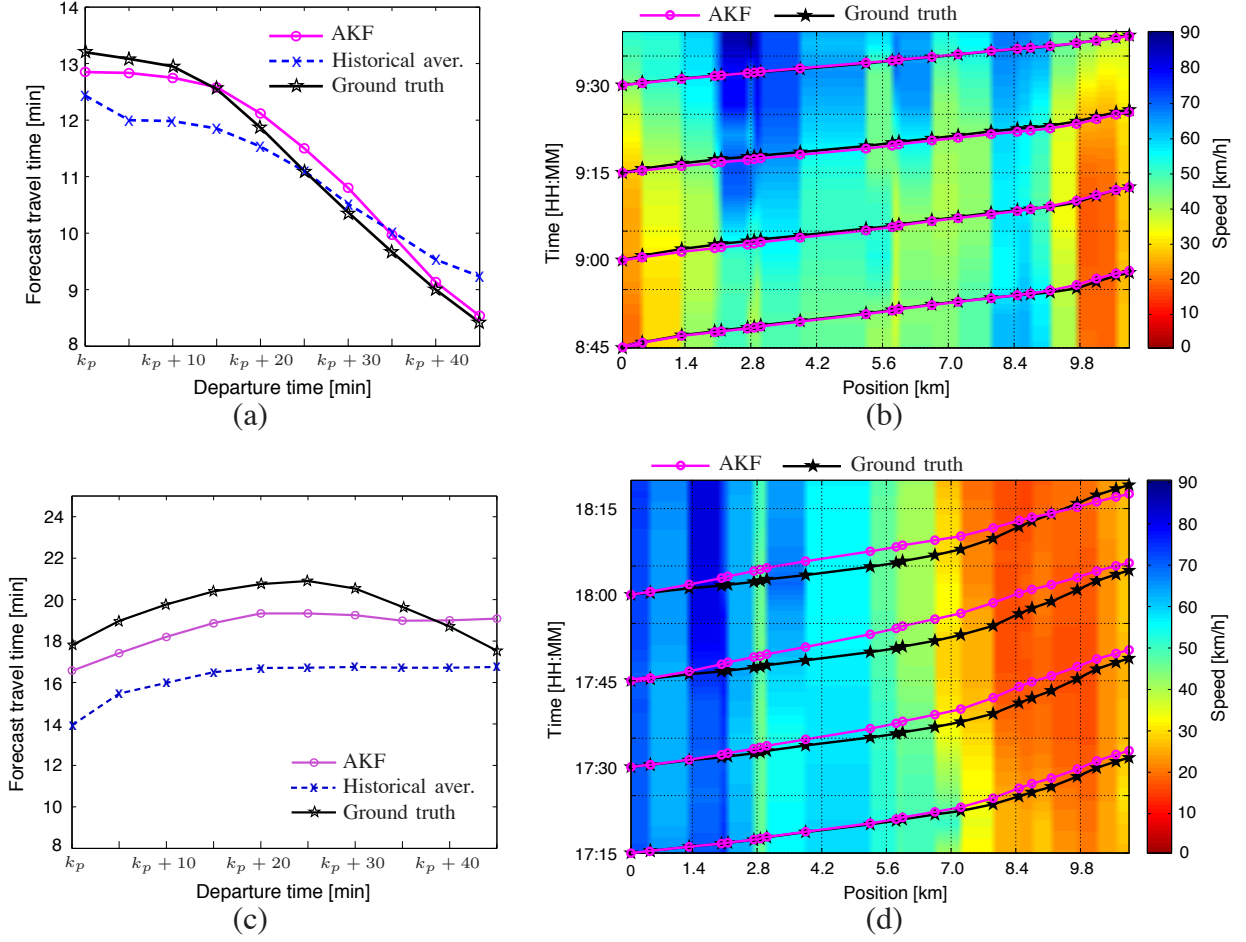 14
13
12
11
10
9
8
Forecast travel time [min]
AKF
Historical aver.
Ground truth
k_p
k_p + 10
k_p + 20
k_p + 30
k_p + 40
Departure time [min]
(a)
AKF
Ground truth
9:30
9:15
9:00
8:45
Time [HH:MM]
0
1.4
2.8
4.2
5.6
7.0
8.4
9.8
Position [km]
90
80
70
60
50
40
30
20
10
0
Speed [km/h]
(b)
24
22
20
18
16
14
12
10
8
Forecast travel time [min]
AKF
Historical aver.
Ground truth
k_p
k_p + 10
k_p + 20
k_p + 30
k_p + 40
Departure time [min]
(c)
AKF
Ground truth
18:15
18:00
17:45
17:30
17:15
Time [HH:MM]
0
1.4
2.8
4.2
5.6
7.0
8.4
9.8
Position [km]
90
80
70
60
50
40
30
20
10
0
Speed [km/h]
(d)